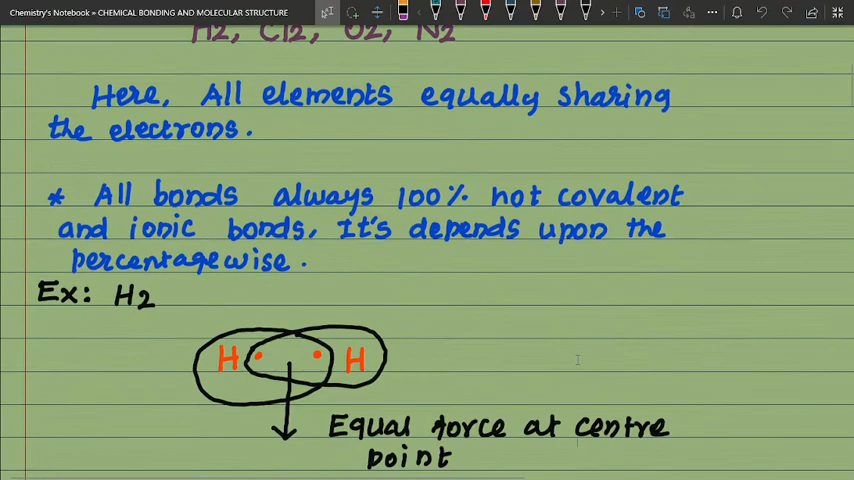 Chemistry's Notebook » CHEMICAL BONDING AND MOLECULAR STRUCTURE
H2, Cl2, O2, N2
Here, All elements equally sharing
the electrons.
* All bonds always 100% not covalent
and ionic bonds, It's depends upon the
percentagewise.
Ex: H2
H H
Equal force at centre
point